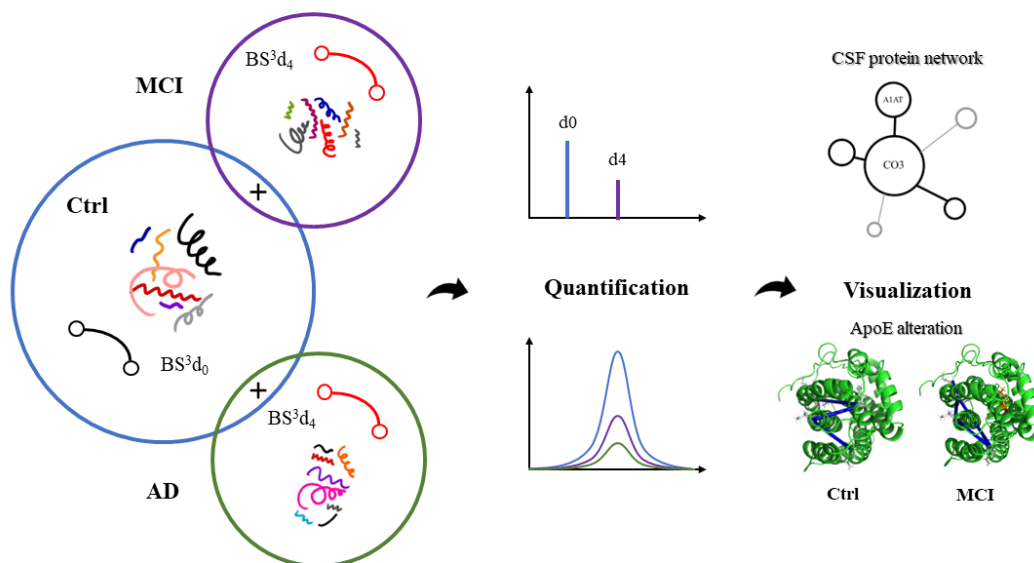 MCI
BS³d₄
Ctrl
+
BS³d₀
+
BS³d₄
AD
d0
d4
Quantification
CSF protein network
A1AT
CO3
Visualization
ApoE alteration
Ctrl
MCI